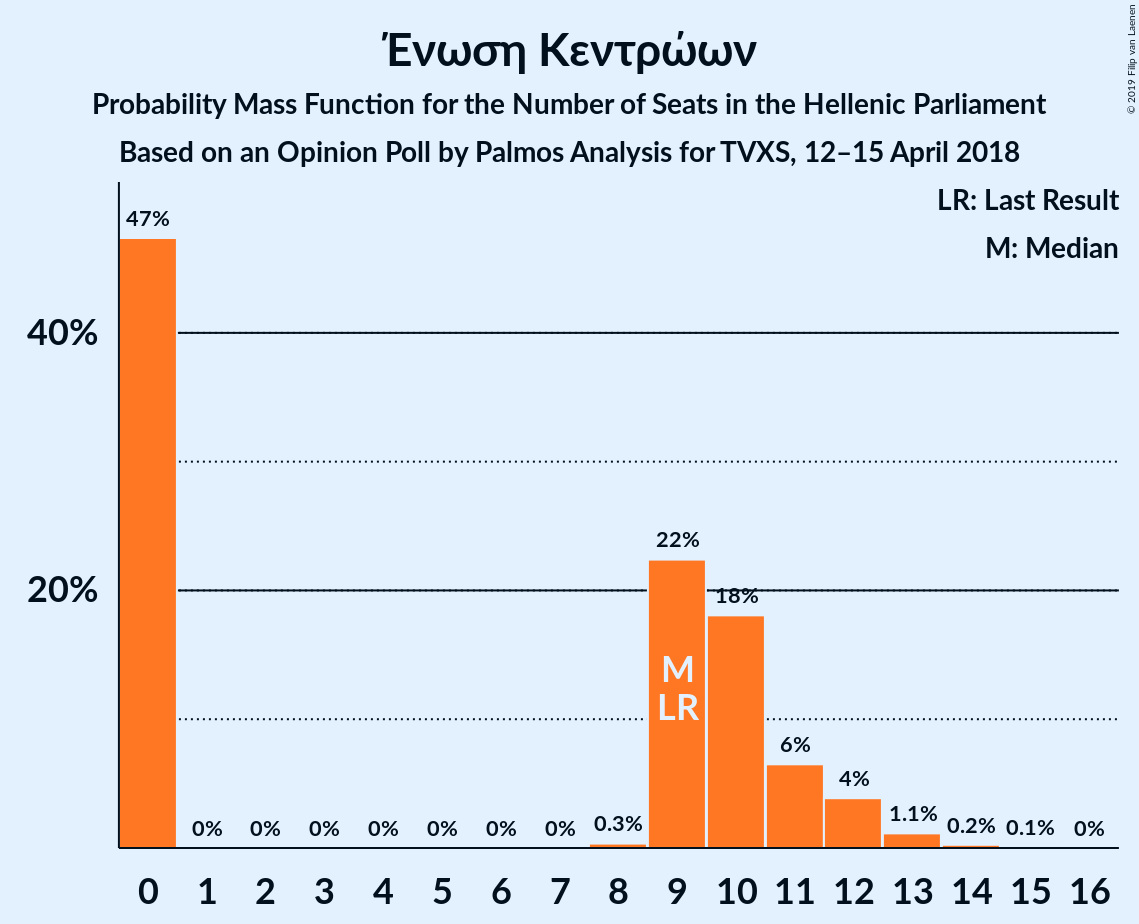 Ένωση Κεντρώων
Probability Mass Function for the Number of Seats in the Hellenic Parliament
Based on an Opinion Poll by Palmos Analysis for TVXS, 12–15 April 2018
© 2019 Filip van Laenen
LR: Last Result
M: Median
47%
40%
22%
20%
18%
M
LR
6%
4%
0% 0% 0% 0% 0% 0% 0% 0.3% 1.1% 0.2% 0.1% 0%
0 1 2 3 4 5 6 7 8 9 10 11 12 13 14 15 16